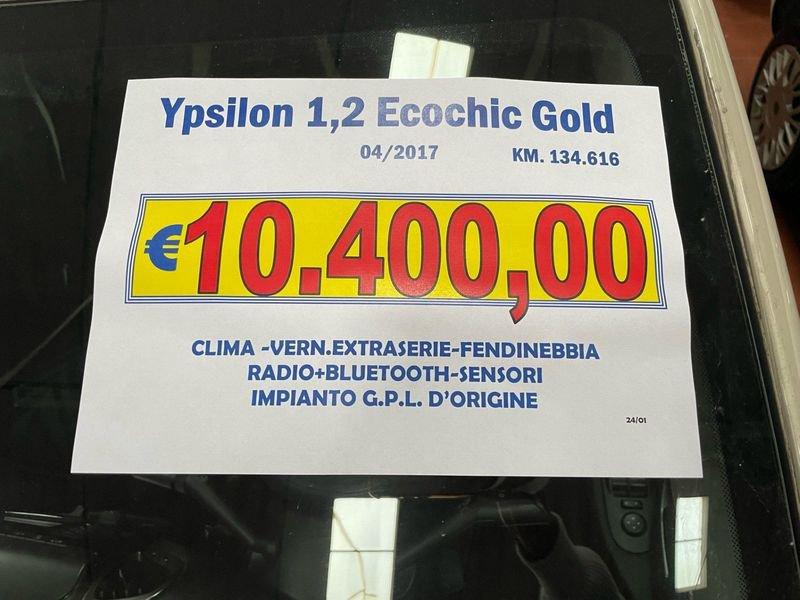 Ypsilon 1,2 Ecochic Gold
04/2017 KM. 134.616
€10.400,00
CLIMA -VERN.EXTRASERIE-FENDINEBBIA
RADIO+BLUETOOTH-SENSORI
IMPIANTO G.P.L. D'ORIGINE
24/01